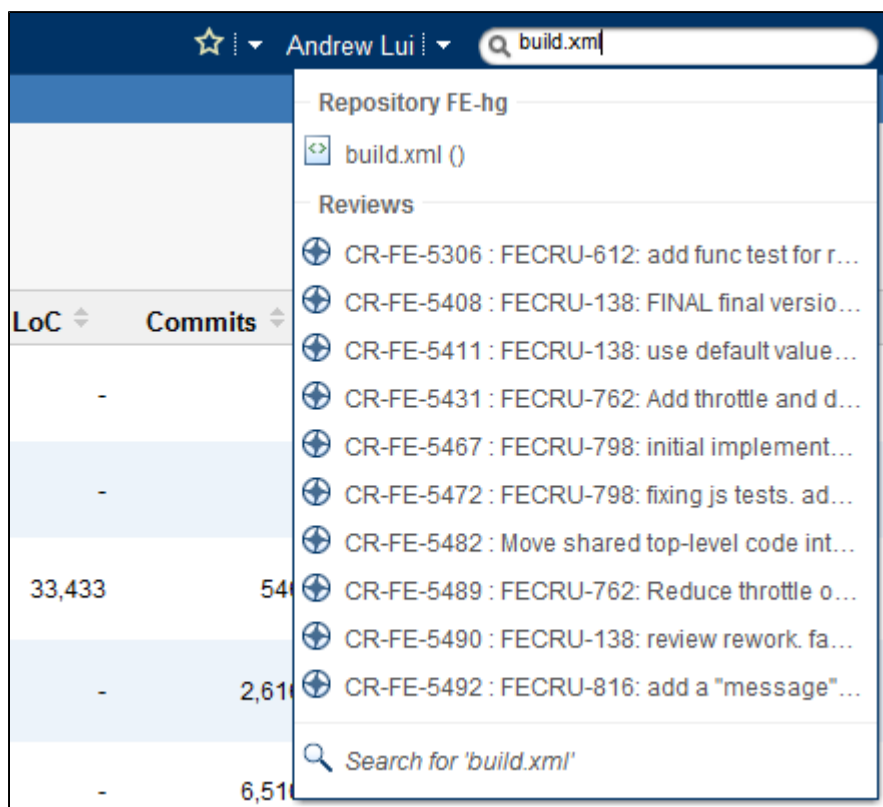 Andrew Lui
build.xml
Repository FE-hg
build.xml ()
Reviews
CR-FE-5306 : FECRU-612: add func test for r...
CR-FE-5408 : FECRU-138: FINAL final versio...
CR-FE-5411 : FECRU-138: use default value...
CR-FE-5431 : FECRU-762: Add throttle and d...
CR-FE-5467 : FECRU-798: initial implement...
CR-FE-5472 : FECRU-798: fixing js tests. ad...
CR-FE-5482 : Move shared top-level code int...
CR-FE-5489 : FECRU-762: Reduce throttle o...
CR-FE-5490 : FECRU-138: review rework. fa...
CR-FE-5492 : FECRU-816: add a "message"...
Search for 'build.xml'
LoC Commits
-
-
33,433
-
-